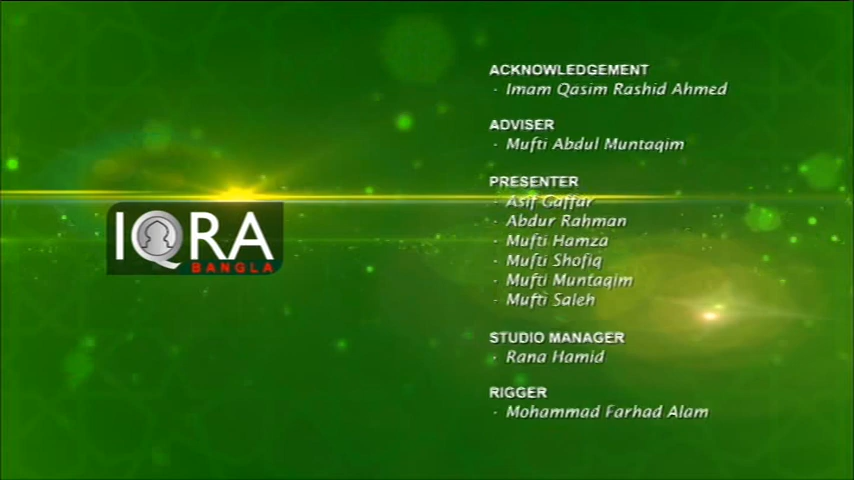 IQRA
BANGLA
ACKNOWLEDGEMENT
- Imam Qasim Rashid Ahmed
ADVISER
- Mufti Abdul Muntaqim
PRESENTER
- Asif Gaffar
- Abdur Rahman
- Mufti Hamza
- Mufti Shofiq
- Mufti Muntaqim
- Mufti Saleh
STUDIO MANAGER
- Rana Hamid
RIGGER
- Mohammad Farhad Alam